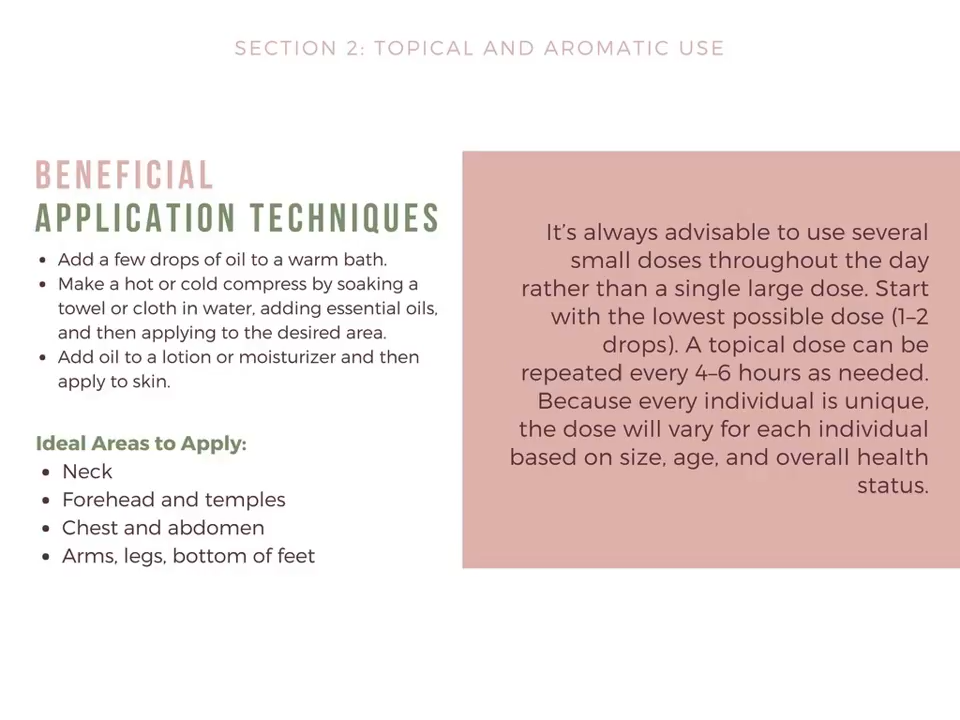 SECTION 2: TOPICAL AND AROMATIC USE
BENEFICIAL
APPLICATION TECHNIQUES
• Add a few drops of oil to a warm bath.
• Make a hot or cold compress by soaking a
towel or cloth in water, adding essential oils,
and then applying to the desired area.
• Add oil to a lotion or moisturizer and then
apply to skin.
Ideal Areas to Apply:
• Neck
• Forehead and temples
• Chest and abdomen
• Arms, legs, bottom of feet
It’s always advisable to use several
small doses throughout the day
rather than a single large dose. Start
with the lowest possible dose (1–2
drops). A topical dose can be
repeated every 4–6 hours as needed.
Because every individual is unique,
the dose will vary for each individual
based on size, age, and overall health
status.